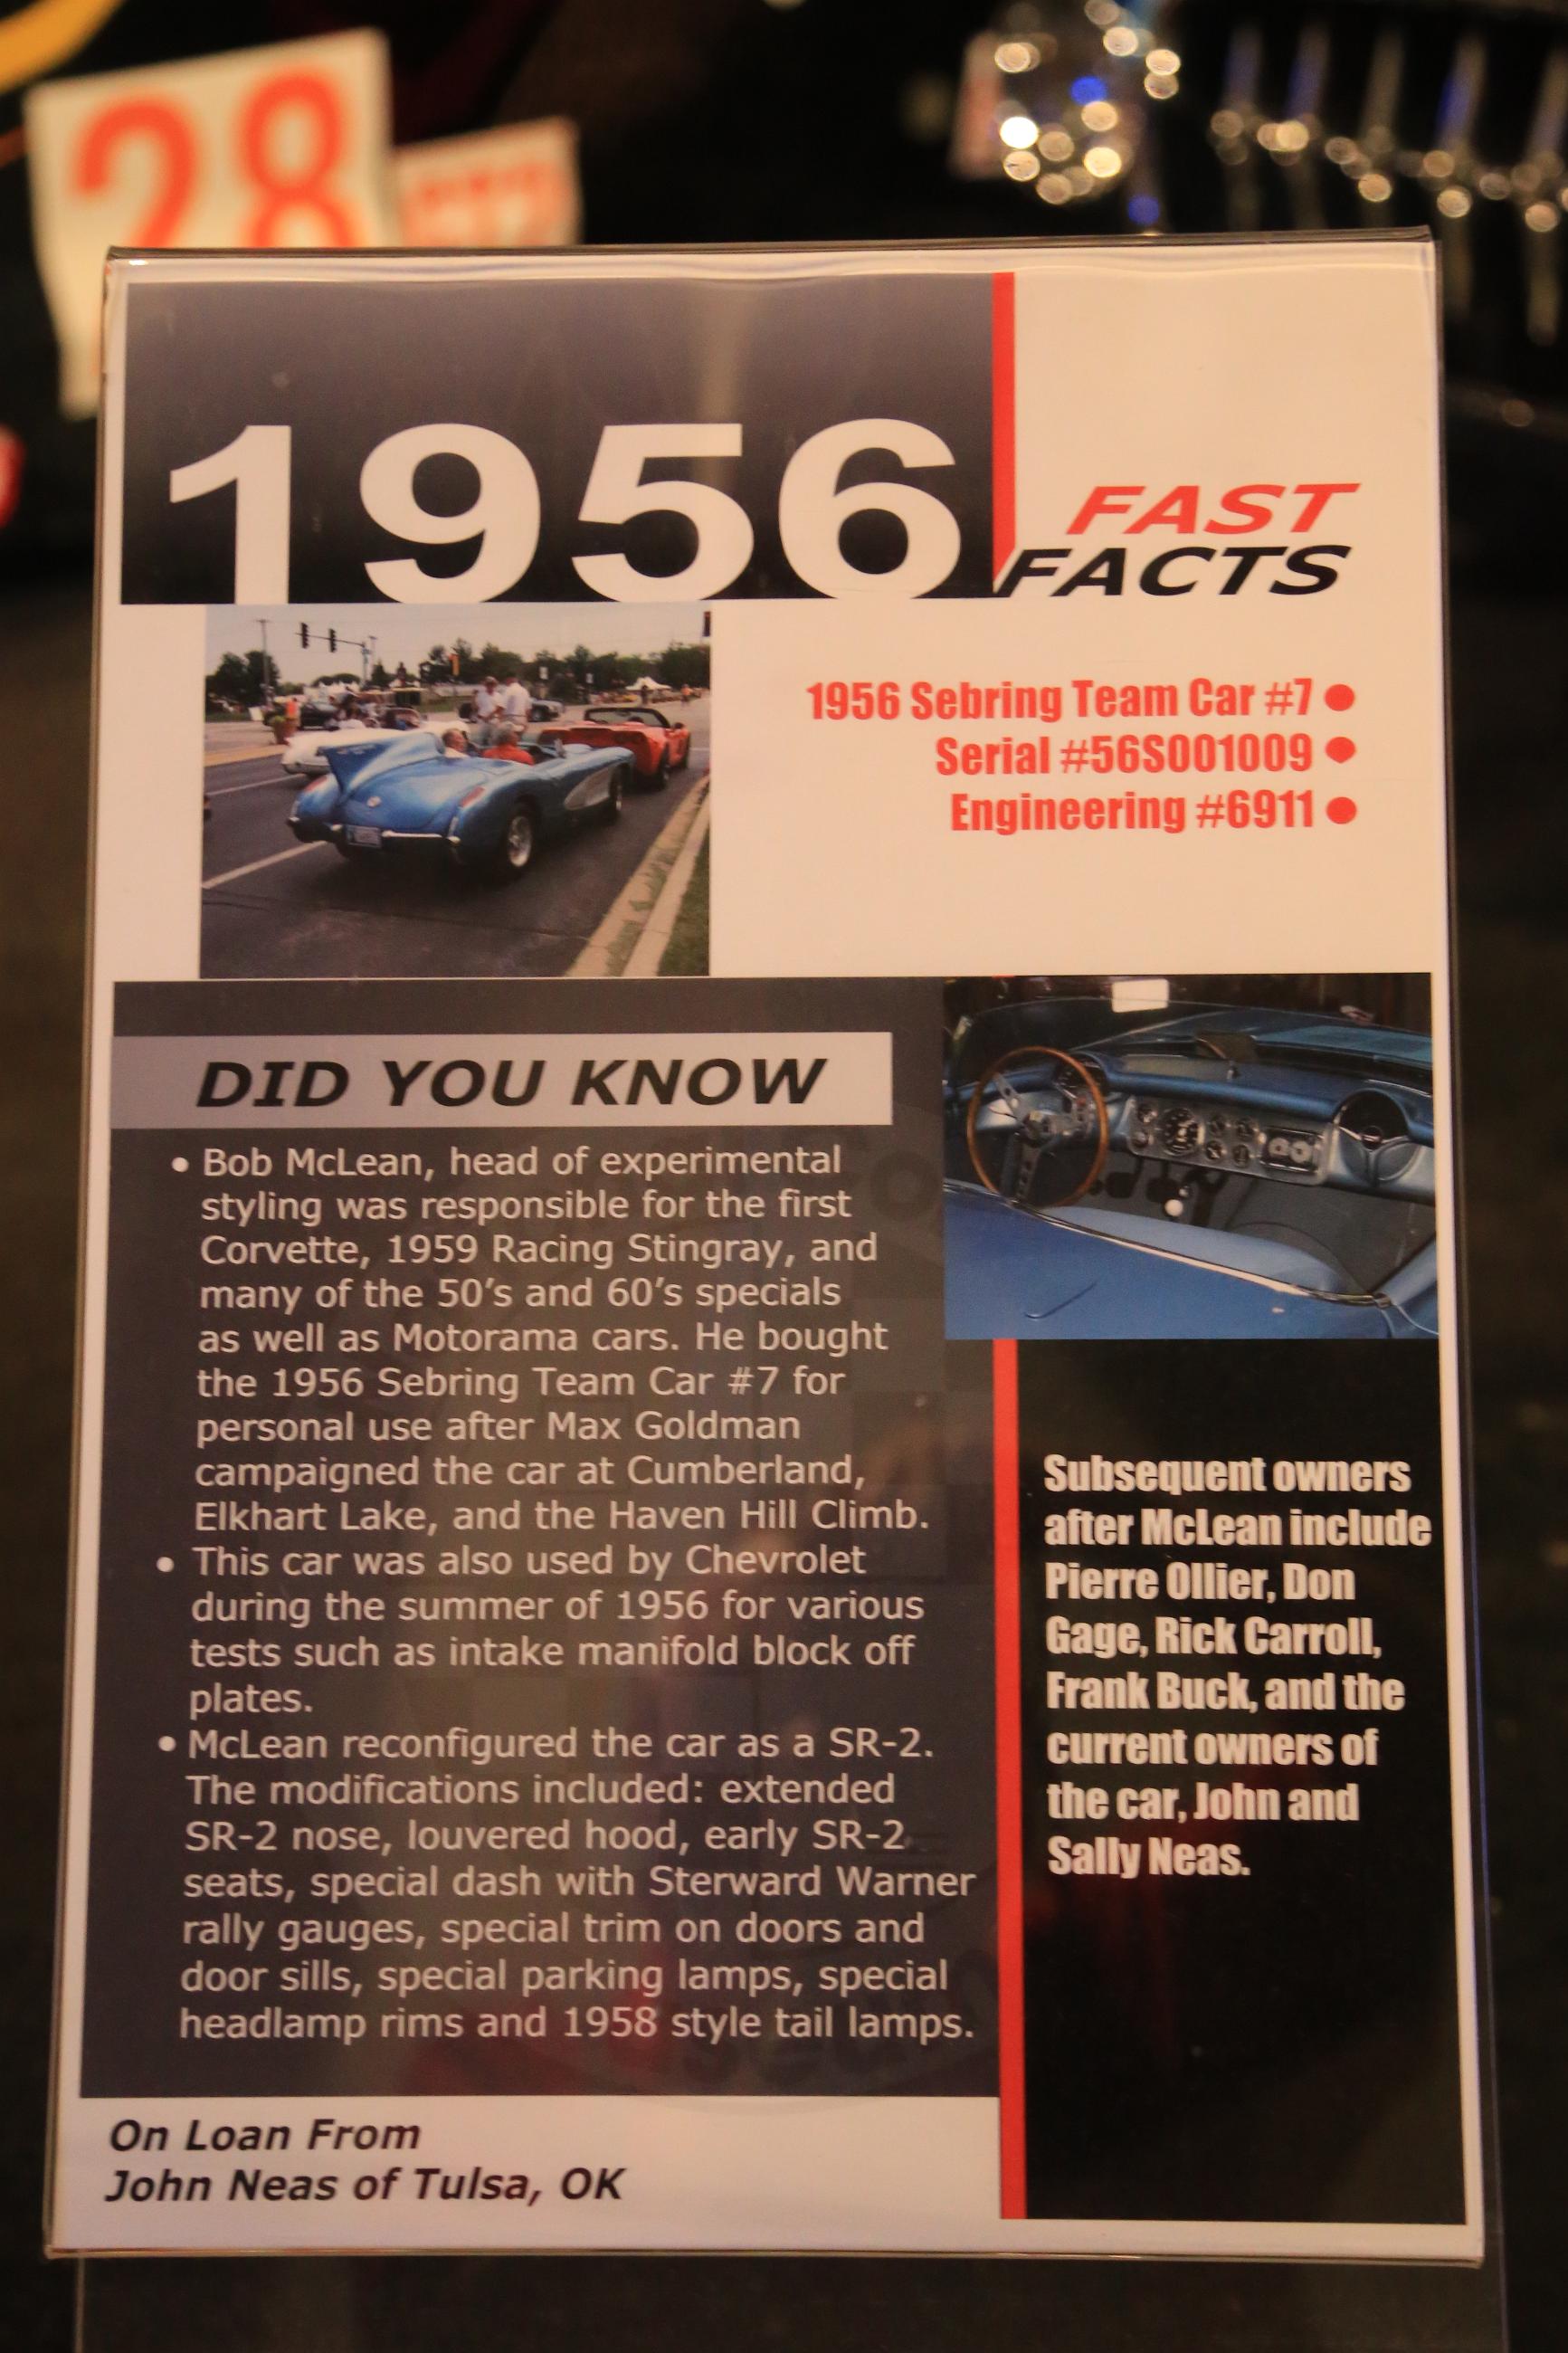 28
1956
FAST
FACTS
1956 Sebring Team Car #7 ●
Serial #56S001009 ●
Engineering #6911 ●
DID YOU KNOW
• Bob McLean, head of experimental
styling was responsible for the first
Corvette, 1959 Racing Stingray, and
many of the 50's and 60's specials
as well as Motorama cars. He bought
the 1956 Sebring Team Car #7 for
personal use after Max Goldman
campaigned the car at Cumberland,
Elkhart Lake, and the Haven Hill Climb.
• This car was also used by Chevrolet
during the summer of 1956 for various
tests such as intake manifold block off
plates.
• McLean reconfigured the car as a SR-2.
The modifications included: extended
SR-2 nose, louvered hood, early SR-2
seats, special dash with Sterward Warner
rally gauges, special trim on doors and
door sills, special parking lamps, special
headlamp rims and 1958 style tail lamps.
Subsequent owners
after McLean include
Pierre Ollier, Don
Gage, Rick Carroll,
Frank Buck, and the
current owners of
the car, John and
Sally Neas.
On Loan From
John Neas of Tulsa, OK